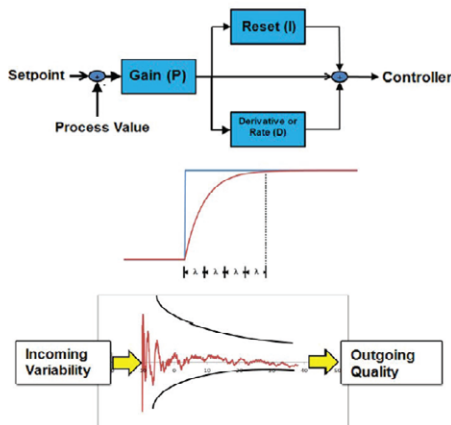 Reset (I)
Setpoint
Gain (P)
Controller
Process Value
Derivative or
Rate (D)
λ λ λ λ
Incoming
Variability
Outgoing
Quality